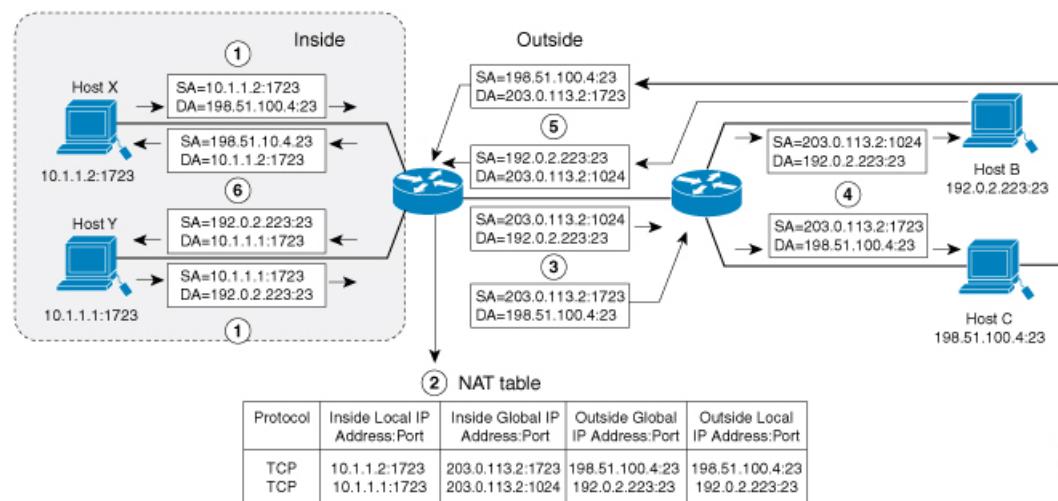 Inside
Outside
1
Host X
SA=10.1.1.2:1723
DA=198.51.100.4:23
SA=198.51.10.4.23
DA=10.1.1.2:1723
10.1.1.2:1723
6
Host Y
SA=192.0.2.223:23
DA=10.1.1.1:1723
SA=10.1.1.1:1723
DA=192.0.2.223:23
10.1.1.1:1723
1
SA=198.51.100.4:23
DA=203.0.113.2:1723
5
SA=192.0.2.223:23
DA=203.0.113.2:1024
SA=203.0.113.2:1024
DA=192.0.2.223:23
3
SA=203.0.113.2:1723
DA=198.51.100.4:23
SA=203.0.113.2:1024
DA=192.0.2.223:23
4
SA=203.0.113.2:1723
DA=198.51.100.4:23
Host B
192.0.2.223:23
Host C
198.51.100.4:23
2 NAT table
Protocol Inside Local IP Inside Global IP Outside Global Outside Local
Address:Port Address:Port IP Address:Port IP Address:Port
TCP 10.1.1.2:1723 203.0.113.2:1723 198.51.100.4:23 198.51.100.4:23
TCP 10.1.1.1:1723 203.0.113.2:1024 192.0.2.223:23 192.0.2.223:23